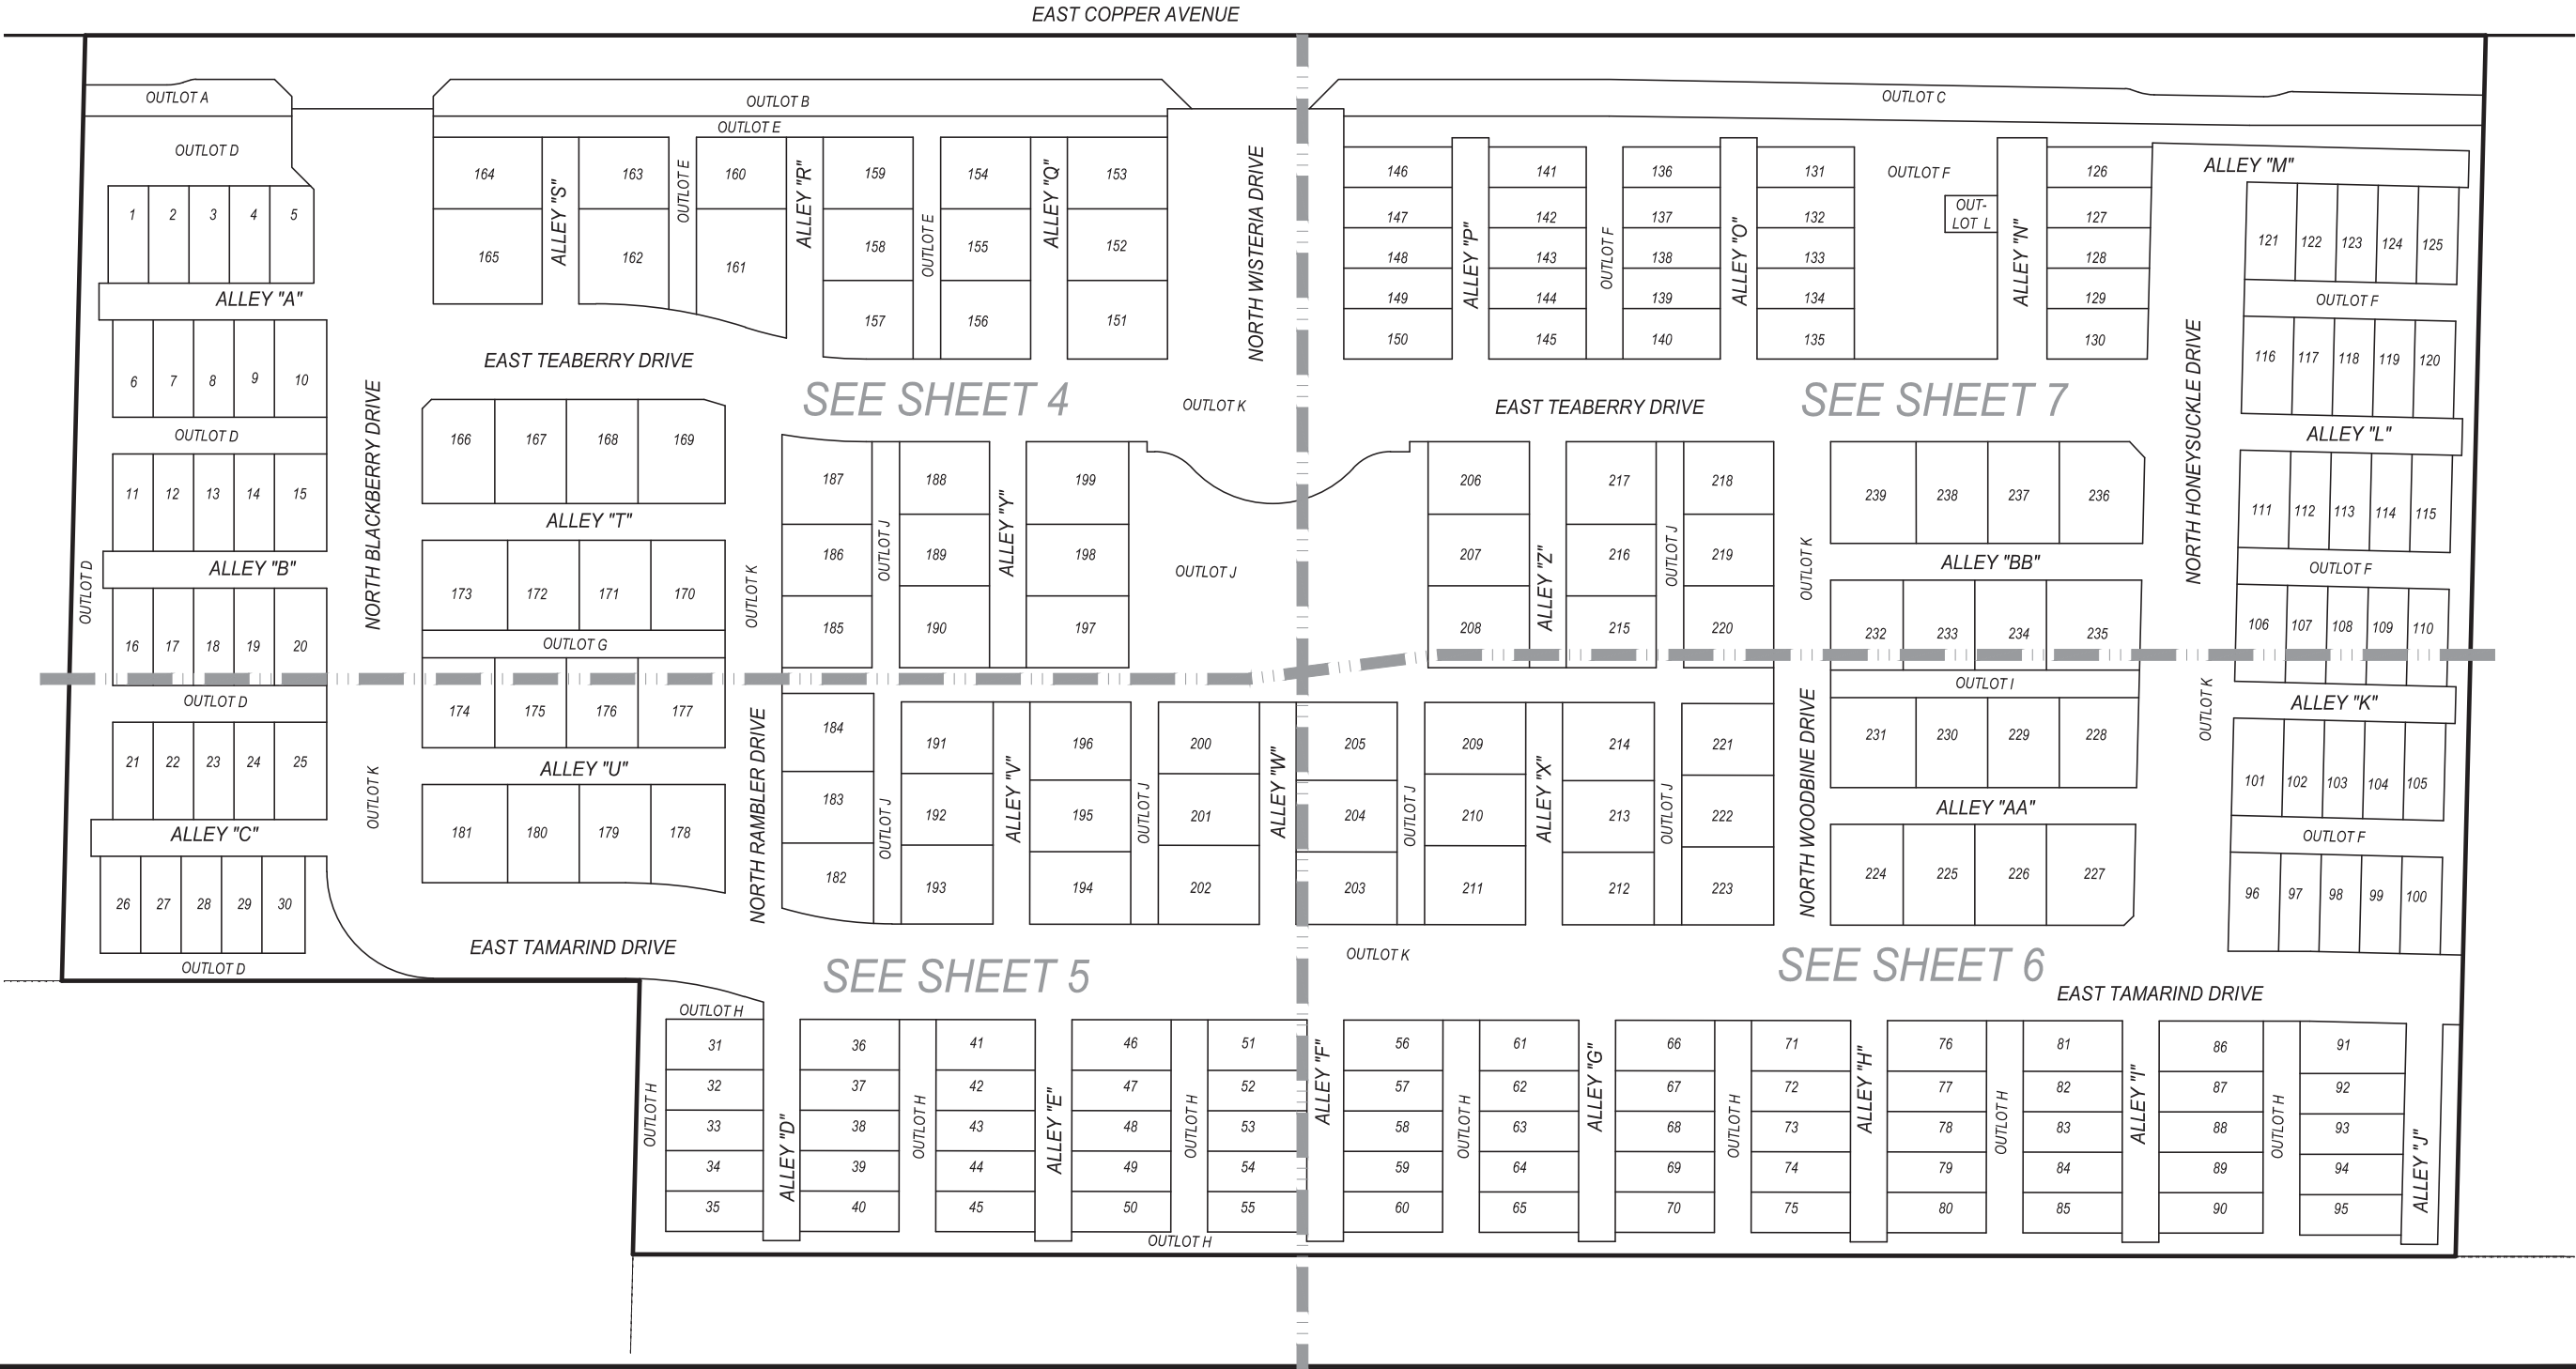 EAST COPPER AVENUE
OUTLOT A
OUTLOT B
OUTLOT C
OUTLOT E
OUTLOT D
164
ALLEY "S"
163
OUTLOT E
160
ALLEY "R"
159
154
ALLEY "Q"
153
165
162
161
158
OUTLOT E
155
152
157
156
151
NORTH WISTERIA DRIVE
146
141
136
131
OUTLOT F
126
ALLEY "M"
147
142
137
132
OUT-
LOT L
127
148
ALLEY "P"
143
OUTLOT F
138
ALLEY "O"
133
ALLEY "N"
128
149
144
139
134
129
150
145
140
135
130
121
122
123
124
125
OUTLOT F
116
117
118
119
120
ALLEY "L"
111
112
113
114
115
OUTLOT F
106
107
108
109
110
ALLEY "K"
101
102
103
104
105
OUTLOT F
96
97
98
99
100
NORTH HONEYSUCKLE DRIVE
OUTLOT K
1
2
3
4
5
ALLEY "A"
6
7
8
9
10
OUTLOT D
11
12
13
14
15
ALLEY "B"
OUTLOT D
16
17
18
19
20
OUTLOT D
21
22
23
24
25
ALLEY "C"
26
27
28
29
30
OUTLOT D
NORTH BLACKBERRY DRIVE
OUTLOT K
EAST TEABERRY DRIVE
SEE SHEET 4
OUTLOT K
EAST TEABERRY DRIVE
SEE SHEET 7
166
167
168
169
ALLEY "T"
173
172
171
170
OUTLOT G
174
175
176
177
ALLEY "U"
181
180
179
178
OUTLOT K
NORTH RAMBLER DRIVE
187
188
199
186
OUTLOT J
189
ALLEY "Y"
198
185
190
197
OUTLOT J
206
217
218
207
ALLEY "Z"
216
OUTLOT J
219
208
215
220
OUTLOT K
NORTH WOODBINE DRIVE
239
238
237
236
ALLEY "BB"
232
233
234
235
OUTLOT I
231
230
229
228
ALLEY "AA"
224
225
226
227
184
191
196
200
205
209
214
221
183
OUTLOT J
192
ALLEY "V"
195
OUTLOT J
201
ALLEY "W"
204
OUTLOT J
210
ALLEY "X"
213
OUTLOT J
222
182
193
194
202
203
211
212
223
EAST TAMARIND DRIVE
SEE SHEET 5
OUTLOT K
SEE SHEET 6
EAST TAMARIND DRIVE
OUTLOT H
31
36
41
46
51
56
61
66
71
76
81
86
91
32
37
42
47
52
57
62
67
72
77
82
87
92
OUTLOT H
33
ALLEY "D"
38
OUTLOT H
43
ALLEY "E"
48
OUTLOT H
53
ALLEY "F"
58
OUTLOT H
63
ALLEY "G"
68
OUTLOT H
73
ALLEY "H"
78
OUTLOT H
83
ALLEY "I"
88
OUTLOT H
93
ALLEY "J"
34
39
44
49
54
59
64
69
74
79
84
89
94
35
40
45
50
55
60
65
70
75
80
85
90
95
OUTLOT H